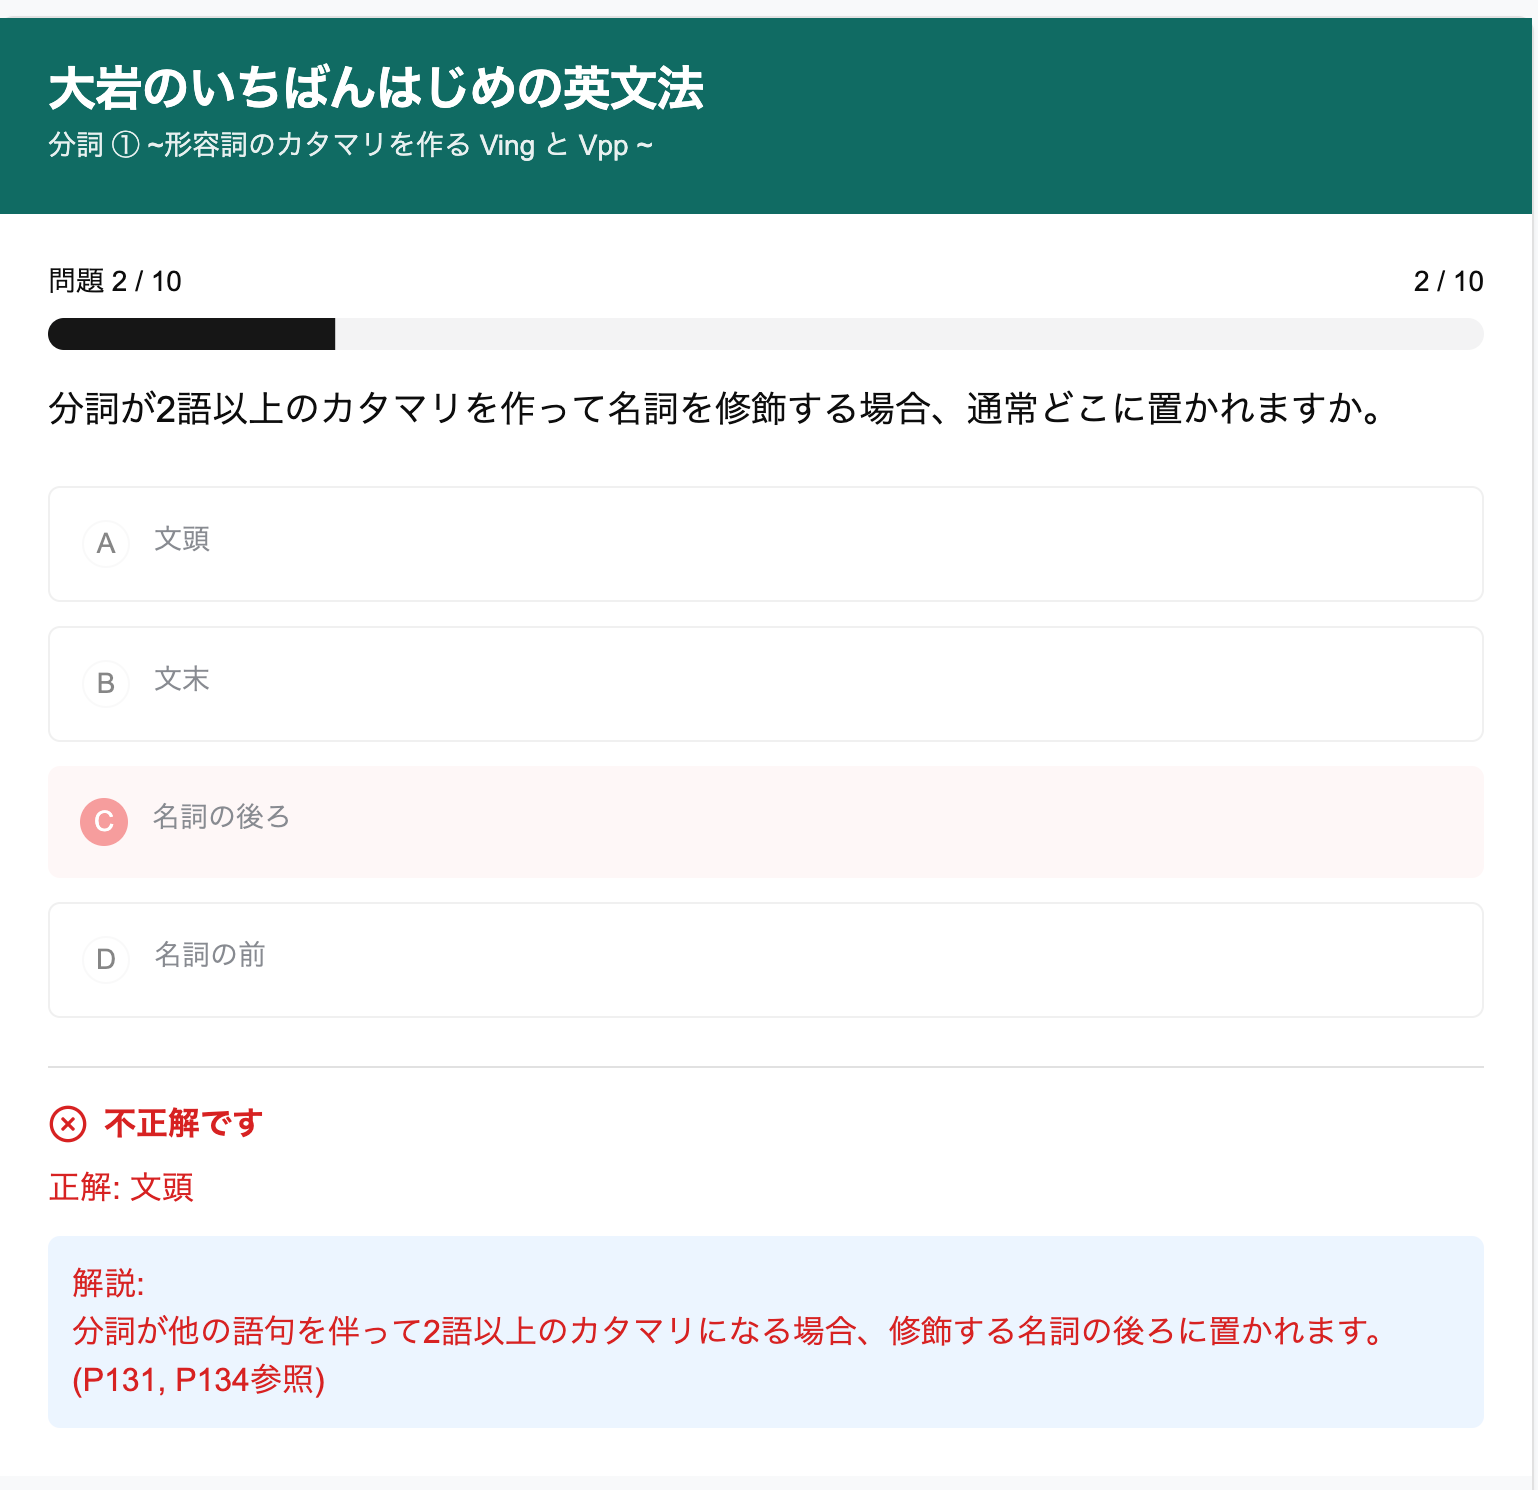 大岩のいちばんはじめの英文法
分詞 ① ~形容詞のカタマリを作る Ving と Vpp ~
問題 2 / 10
2 / 10
分詞が2語以上のカタマリを作って名詞を修飾する場合、通常どこに置かれますか。
A 文頭
B 文末
C 名詞の後ろ
D 名詞の前
不正解です
正解: 文頭
解説:
分詞が他の語句を伴って2語以上のカタマリになる場合、修飾する名詞の後ろに置かれます。
(P131, P134参照)